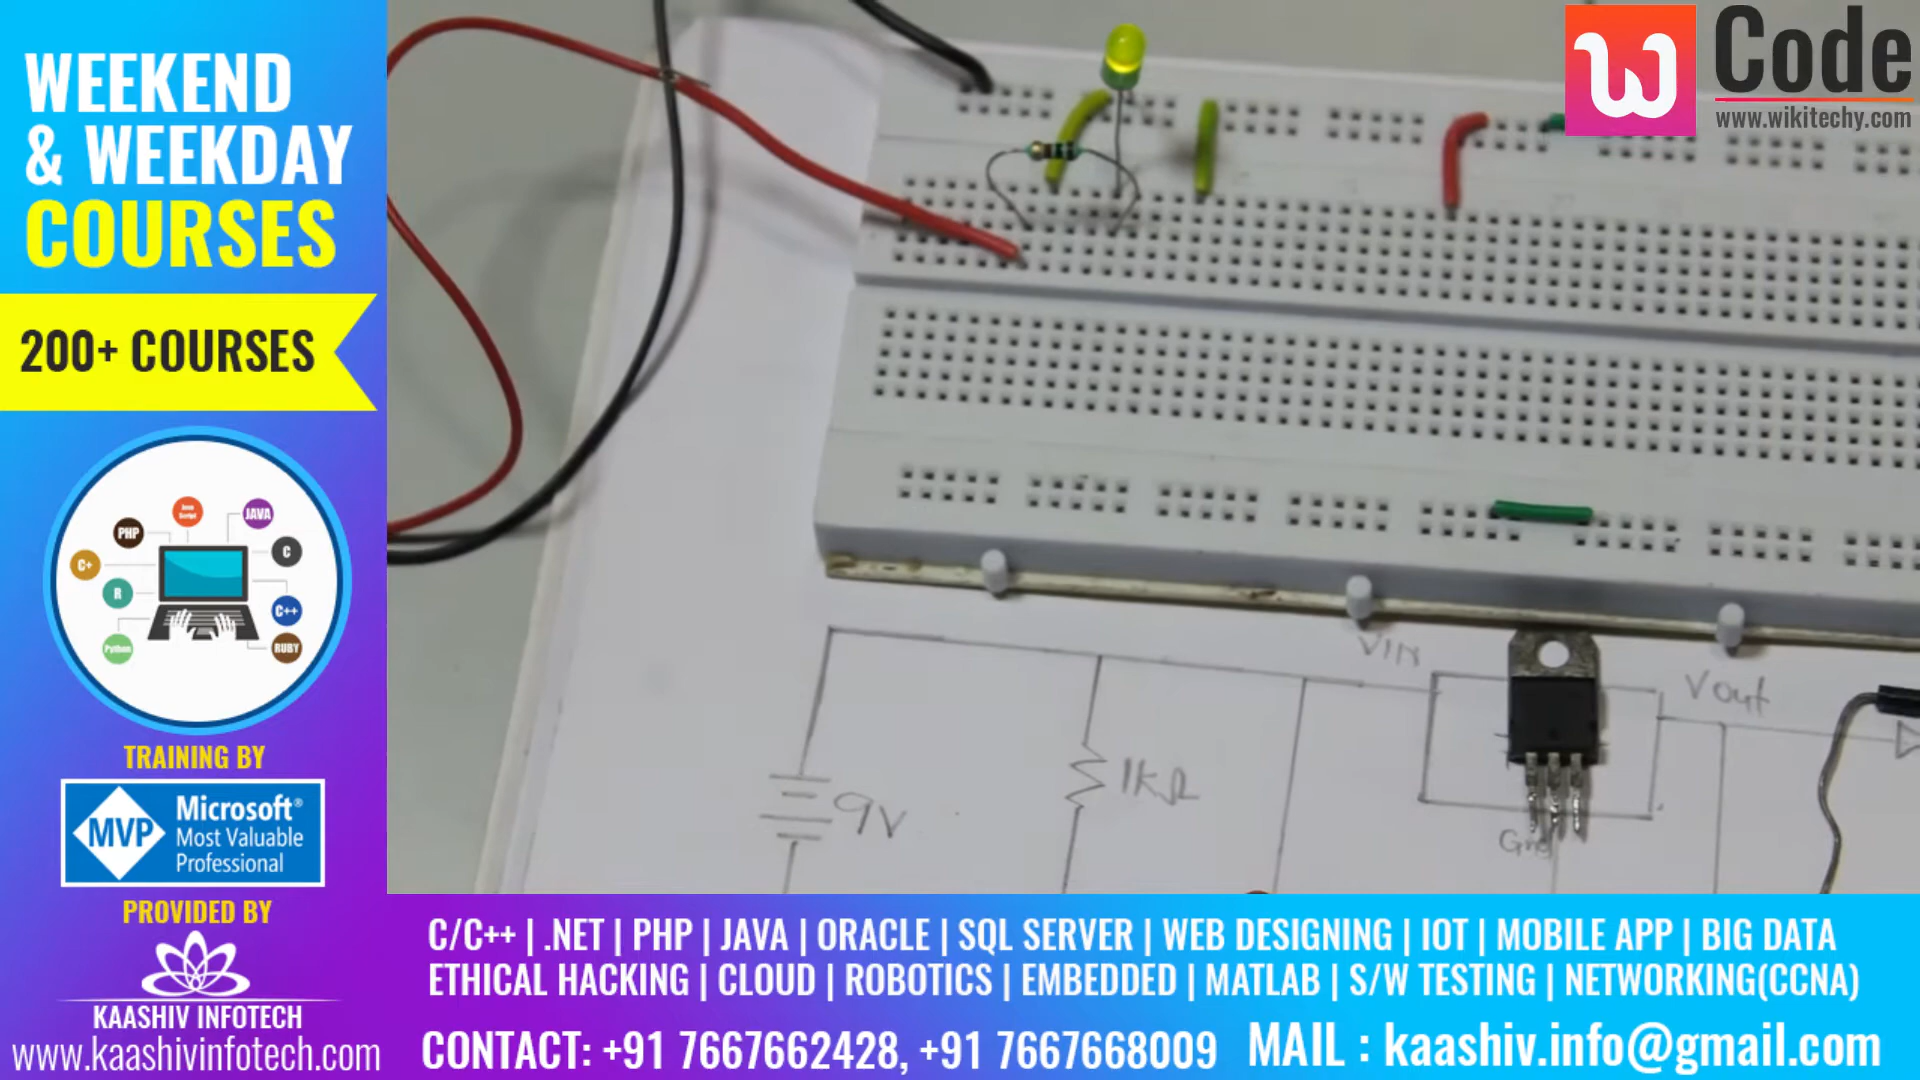 WEEKEND
& WEEKDAY
COURSES
200+ COURSES
Java
Script
PHP
JAVA
C+
C
R
C++
Python
RUBY
TRAINING BY
MVP
Microsoft®
Most Valuable
Professional
PROVIDED BY
KAASHIV INFOTECH
www.kaashivinfotech.com
W Code
www.wikitechy.com
VIN
Vout
1KΩ
9V
Gnd
C/C++ | .NET | PHP | JAVA | ORACLE | SQL SERVER | WEB DESIGNING | IOT | MOBILE APP | BIG DATA
ETHICAL HACKING | CLOUD | ROBOTICS | EMBEDDED | MATLAB | S/W TESTING | NETWORKING(CCNA)
CONTACT: +91 7667662428, +91 7667668009 MAIL : kaashiv.info@gmail.com